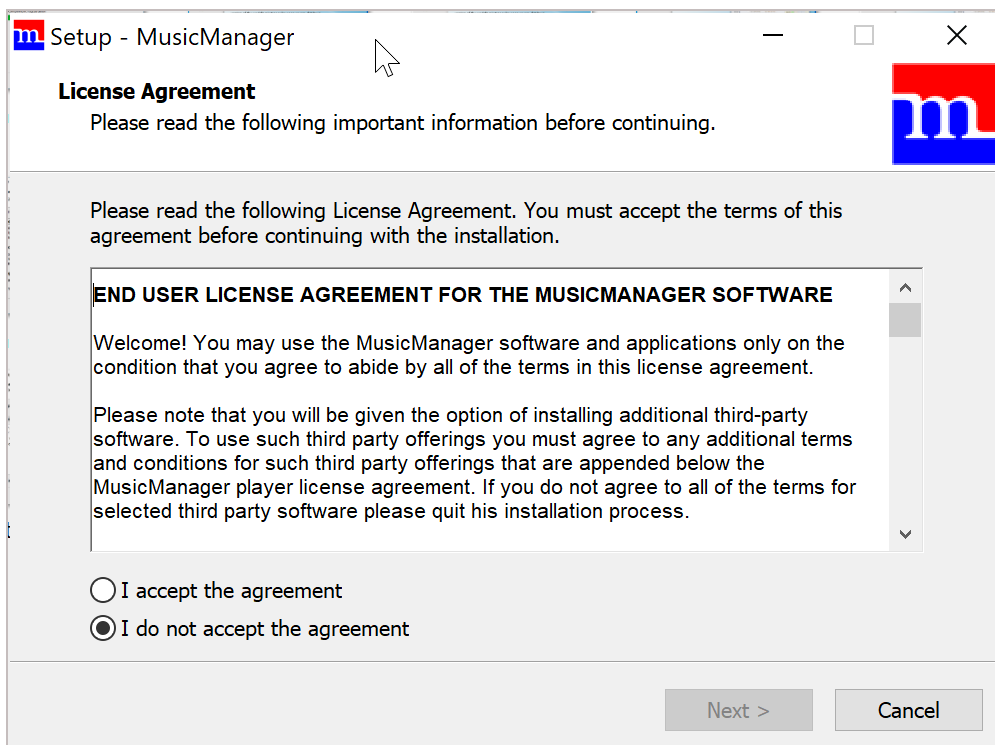 m Setup - MusicManager
License Agreement
Please read the following important information before continuing.
m
Please read the following License Agreement. You must accept the terms of this
agreement before continuing with the installation.
END USER LICENSE AGREEMENT FOR THE MUSICMANAGER SOFTWARE
Welcome! You may use the MusicManager software and applications only on the
condition that you agree to abide by all of the terms in this license agreement.
Please note that you will be given the option of installing additional third-party
software. To use such third party offerings you must agree to any additional terms
and conditions for such third party offerings that are appended below the
MusicManager player license agreement. If you do not agree to all of the terms for
selected third party software please quit his installation process.
I accept the agreement
I do not accept the agreement
Next >
Cancel